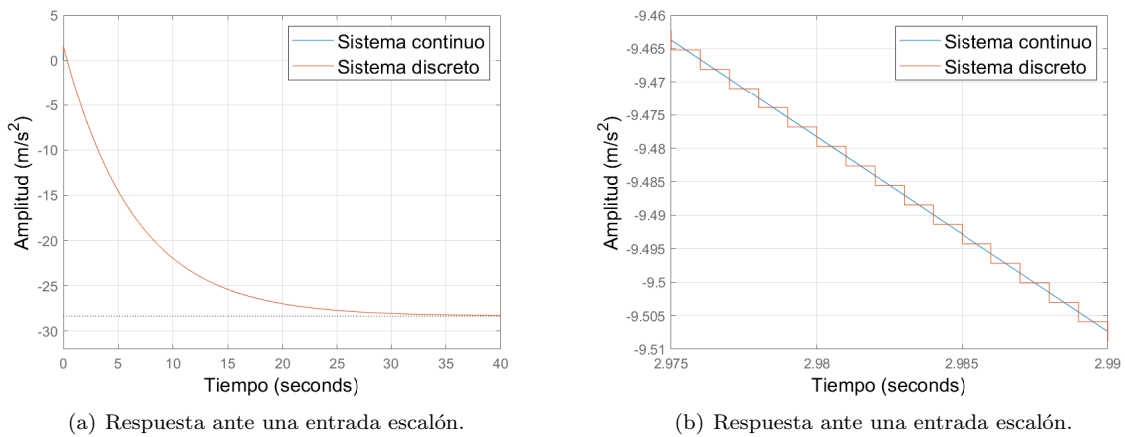 5
0
-5
-10
-15
-20
-25
-30
0 5 10 15 20 25 30 35 40
Amplitud (m/s²)
Tiempo (seconds)
Sistema continuo
Sistema discreto
(a) Respuesta ante una entrada escalón.
-9.46
-9.465
-9.47
-9.475
-9.48
-9.485
-9.49
-9.495
-9.5
-9.505
-9.51
2.975 2.98 2.985 2.99
Amplitud (m/s²)
Tiempo (seconds)
Sistema continuo
Sistema discreto
(b) Respuesta ante una entrada escalón.